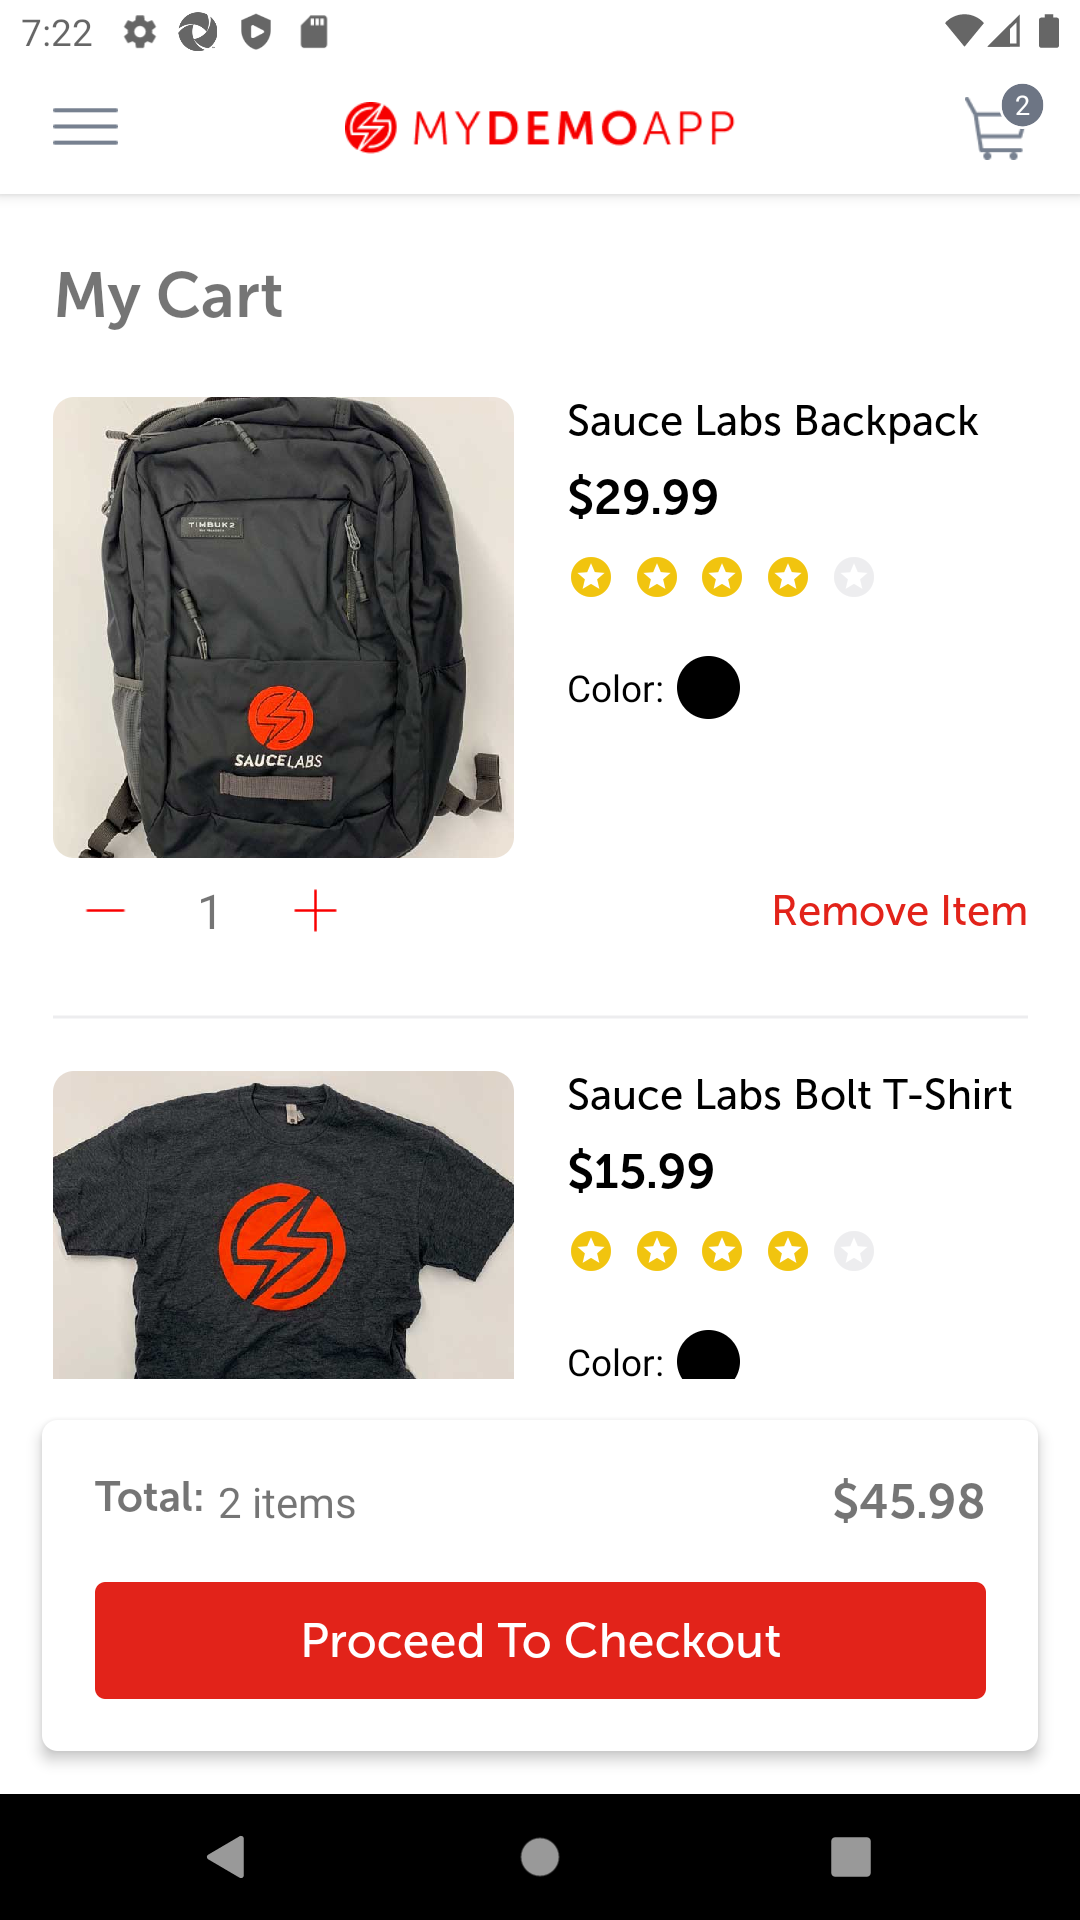 7:22
MYDEMOAPP
2
My Cart
TIMBUK2
SAUCELABS
Sauce Labs Backpack
$29.99
Color:
1
Remove Item
Sauce Labs Bolt T-Shirt
$15.99
Color:
Total: 2 items
$45.98
Proceed To Checkout